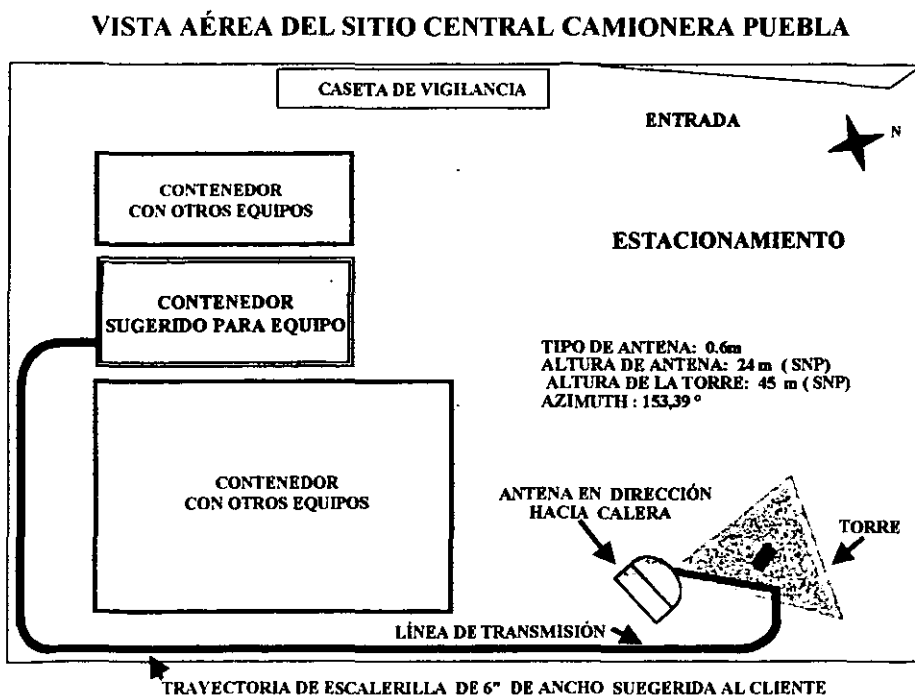 VISTA AÉREA DEL SITIO CENTRAL CAMIONERA PUEBLA
CASETA DE VIGILANCIA
ENTRADA
N
CONTENEDOR
CON OTROS EQUIPOS
ESTACIONAMIENTO
CONTENEDOR
SUGERIDO PARA EQUIPO
TIPO DE ANTENA: 0.6m
ALTURA DE ANTENA: 24 m ( SNP)
ALTURA DE LA TORRE: 45 m (SNP)
AZIMUTH : 153,39 º
CONTENEDOR
CON OTROS EQUIPOS
ANTENA EN DIRECCIÓN
HACIA CALERA
TORRE
LÍNEA DE TRANSMISIÓN
TRAYECTORIA DE ESCALERILLA DE 6" DE ANCHO SUEGERIDA AL CLIENTE